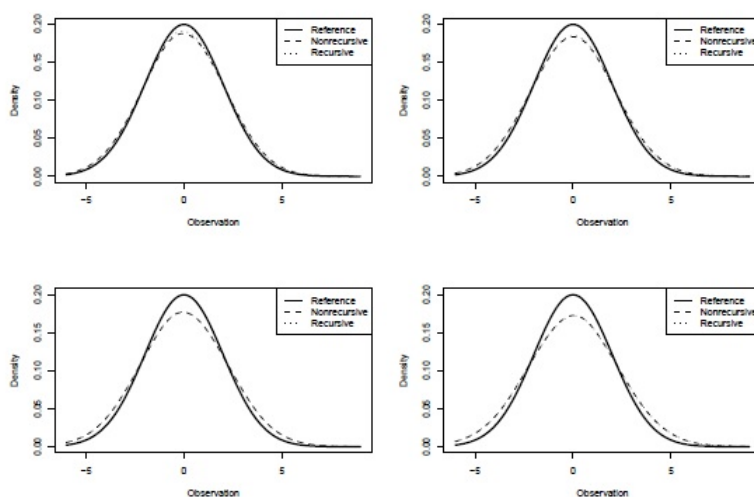 0.20
0.15
0.10
0.05
0.00
Density
Reference
Nonrecursive
Recursive
-5
0
5
Observation
0.20
0.15
0.10
0.05
0.00
Density
Reference
Nonrecursive
Recursive
-5
0
5
Observation
0.20
0.15
0.10
0.05
0.00
Density
Reference
Nonrecursive
Recursive
-5
0
5
Observation
0.20
0.15
0.10
0.05
0.00
Density
Reference
Nonrecursive
Recursive
-5
0
5
Observation